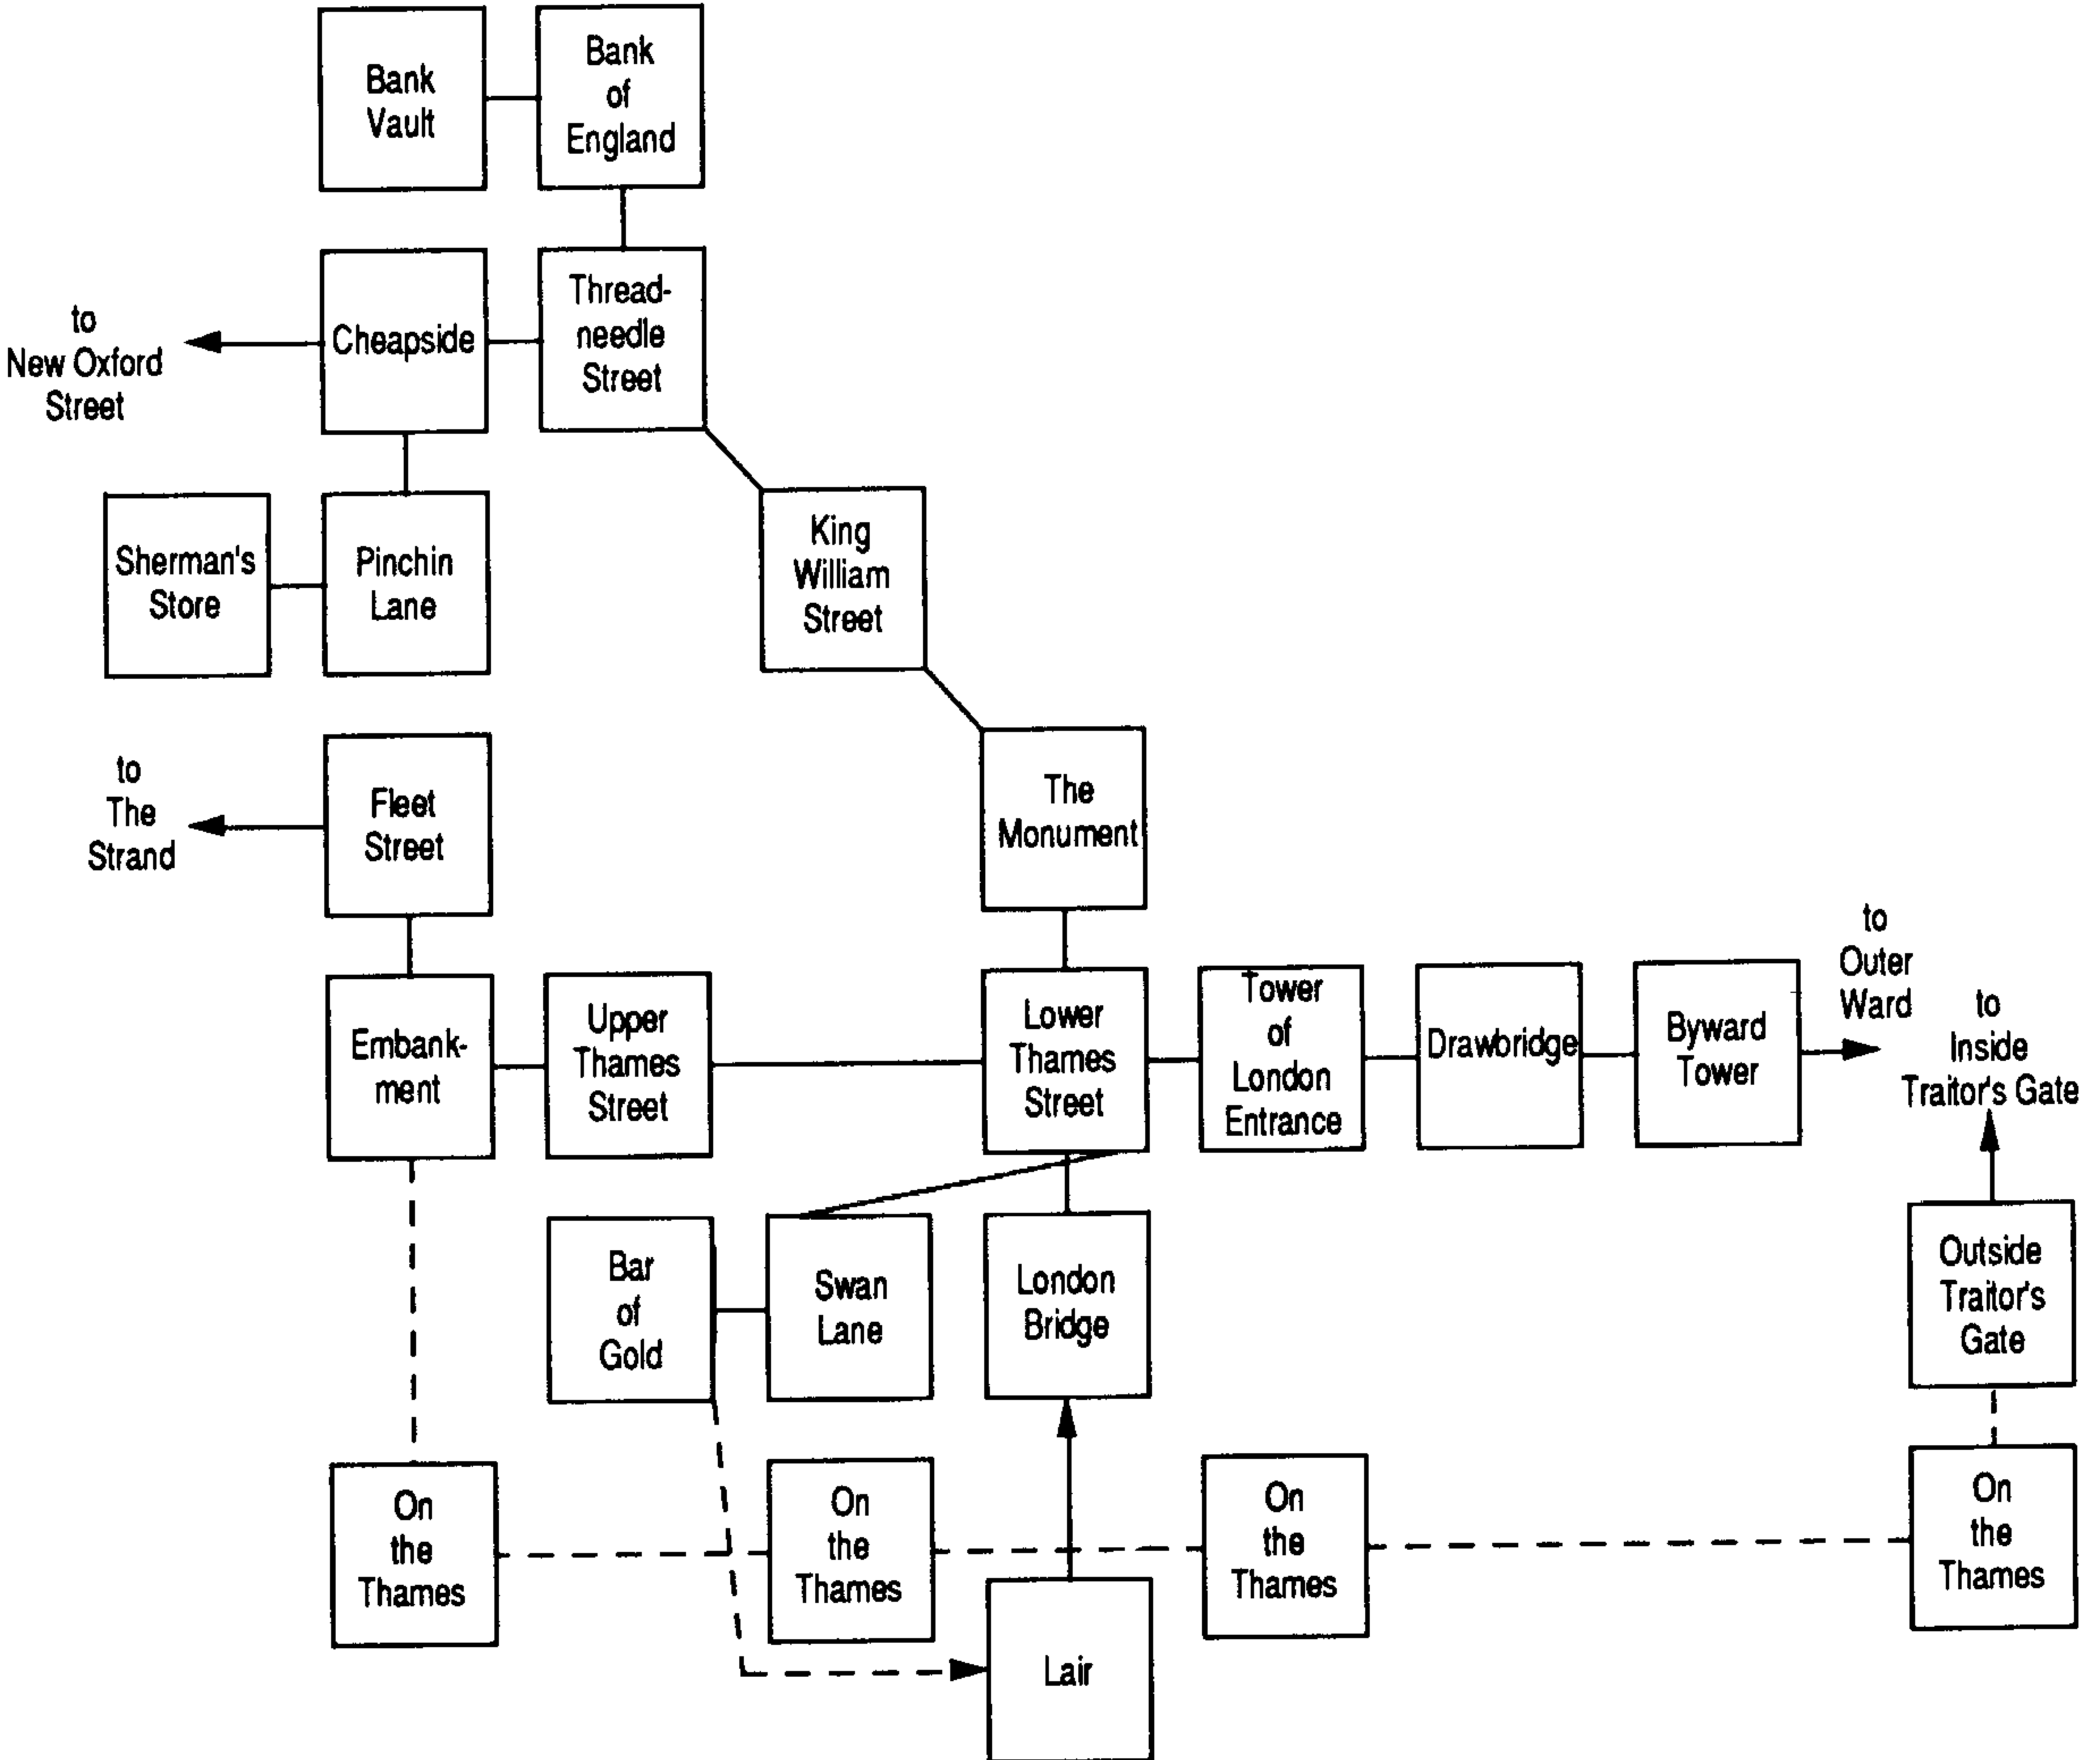 Bank
Vault
Bank
of
England
to
New Oxford
Street
Cheapside
Thread-
needle
Street
Sherman's
Store
Pinchin
Lane
King
William
Street
to
The
Strand
Fleet
Street
The
Monument
Embank-
ment
Upper
Thames
Street
Lower
Thames
Street
Tower
of
London
Entrance
Drawbridge
Byward
Tower
to
Outer
Ward
to
Inside
Traitor's Gate
Bar
of
Gold
Swan
Lane
London
Bridge
Outside
Traitor's
Gate
On
the
Thames
On
the
Thames
On
the
Thames
On
the
Thames
Lair